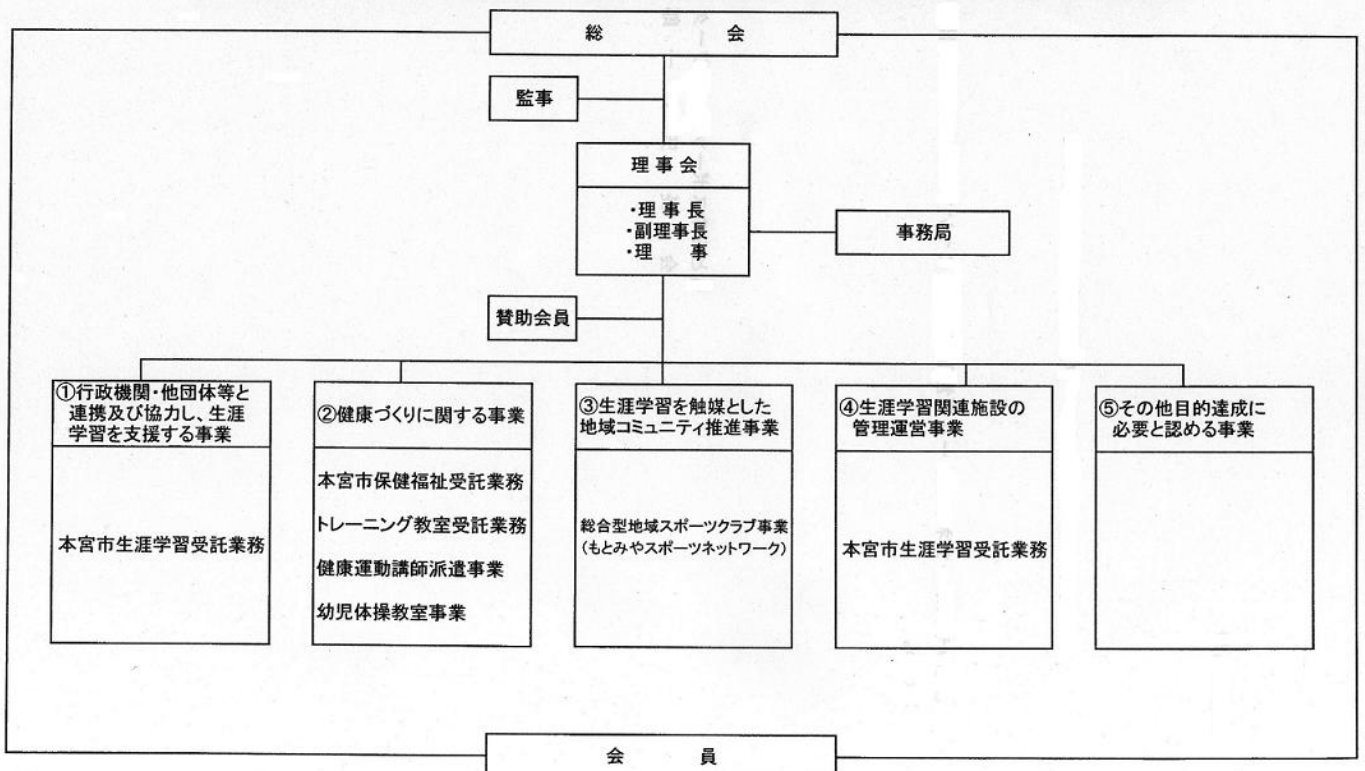 総 会
監事
理事会
・理事長
・副理事長
・理 事
事務局
賛助会員
①行政機関・他団体等と
連携及び協力し、生涯
学習を支援する事業
本宮市生涯学習受託業務
②健康づくりに関する事業
本宮市保健福祉受託業務
トレーニング教室受託業務
健康運動講師派遣事業
幼児体操教室事業
③生涯学習を触媒とした
地域コミュニティ推進事業
総合型地域スポーツクラブ事業
(もとみやスポーツネットワーク)
④生涯学習関連施設の
管理運営事業
本宮市生涯学習受託業務
⑤その他目的達成に
必要と認める事業
会 員